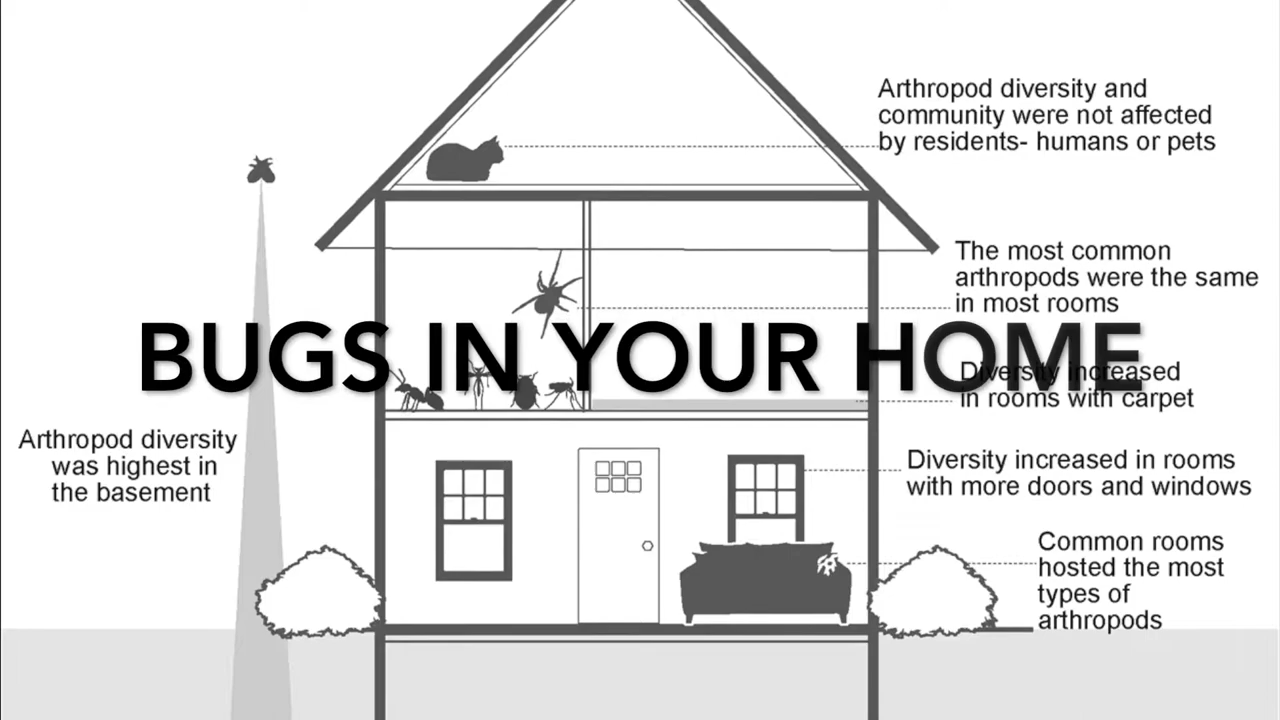 Arthropod diversity and
community were not affected
by residents- humans or pets
The most common
arthropods were the same
in most rooms
BUGS IN YOUR HOME
Diversity increased
in rooms with carpet
Arthropod diversity
was highest in
the basement
Diversity increased in rooms
with more doors and windows
Common rooms
hosted the most
types of
arthropods